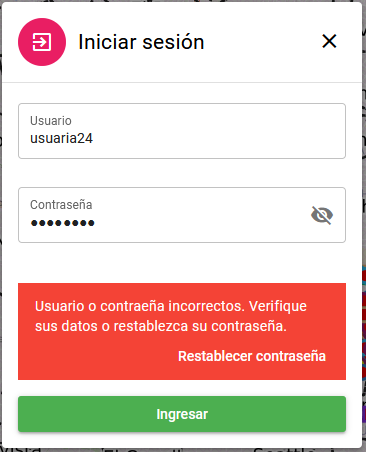 Iniciar sesión
Usuario
usuaria24
Contraseña
Usuario o contraeña incorrectos. Verifique
sus datos o restablezca su contraseña.
Restablecer contraseña
Ingresar